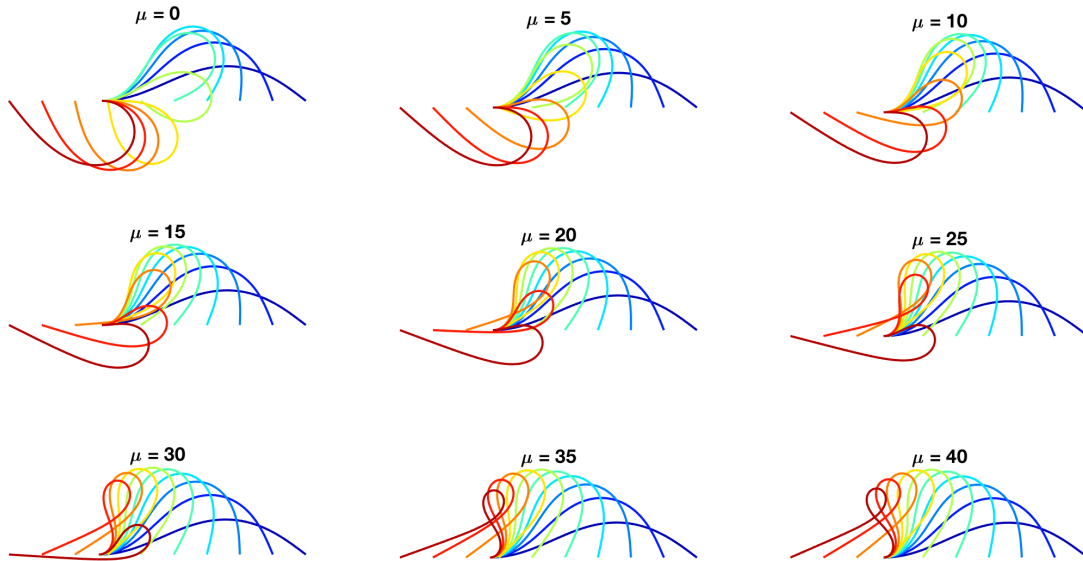 μ = 0
μ = 5
μ = 10
μ = 15
μ = 20
μ = 25
μ = 30
μ = 35
μ = 40